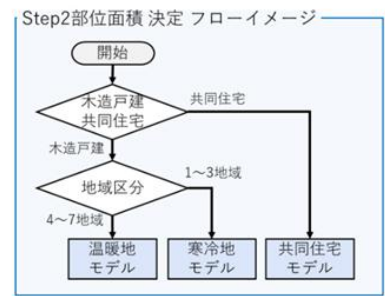 Step2部位面積 決定 フローイメージ
開始
木造戸建
共同住宅
共同住宅
木造戸建
地域区分
1～3地域
4～7地域
温暖地
モデル
寒冷地
モデル
共同住宅
モデル